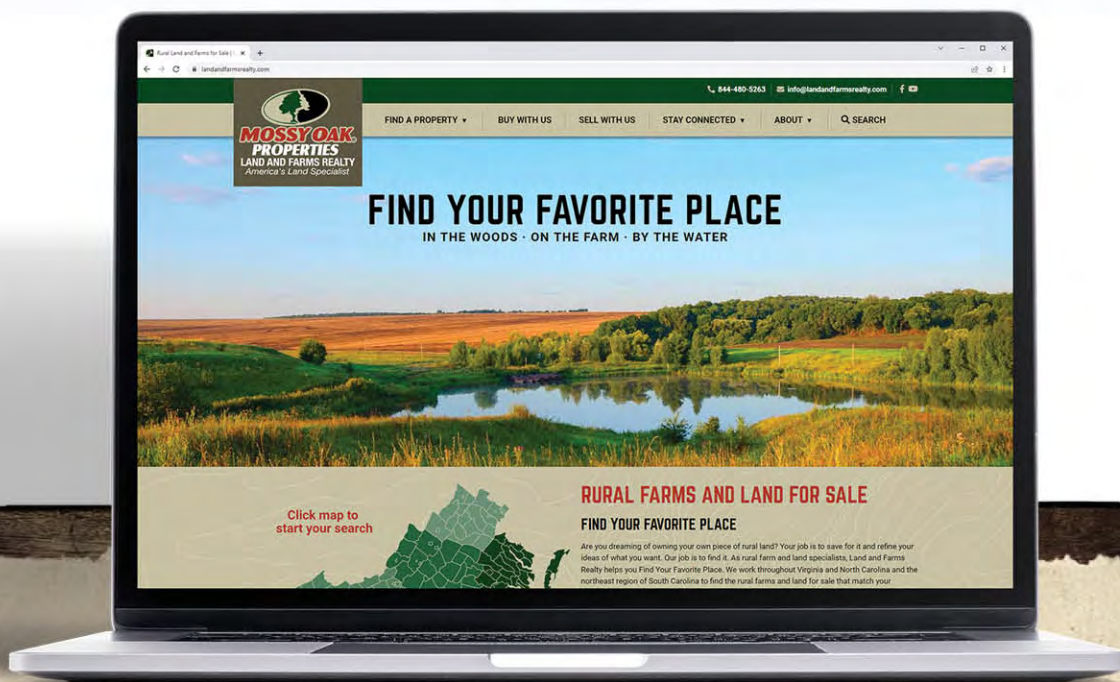 Rural Land and Farms for Sale |
landandfarmsrealty.com
844-480-5263 info@landandfarmsrealty.com
MOSSY OAK
PROPERTIES
LAND AND FARMS REALTY
America's Land Specialist
FIND A PROPERTY BUY WITH US SELL WITH US STAY CONNECTED ABOUT SEARCH
FIND YOUR FAVORITE PLACE
IN THE WOODS · ON THE FARM · BY THE WATER
Click map to
start your search
RURAL FARMS AND LAND FOR SALE
FIND YOUR FAVORITE PLACE
Are you dreaming of owning your own piece of rural land? Your job is to save for it and refine your
ideas of what you want. Our job is to find it. As rural farm and land specialists, Land and Farms
Realty helps you Find Your Favorite Place. We work throughout Virginia and North Carolina and the
northeast region of South Carolina to find the rural farms and land for sale that match your